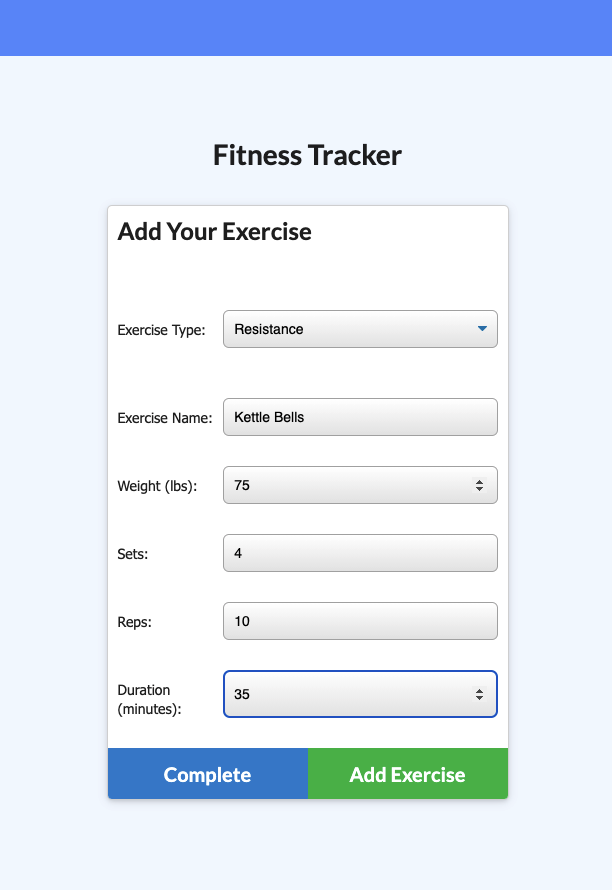 Fitness Tracker
Add Your Exercise
Exercise Type: Resistance
Exercise Name: Kettle Bells
Weight (lbs): 75
Sets: 4
Reps: 10
Duration
(minutes): 35
Complete Add Exercise